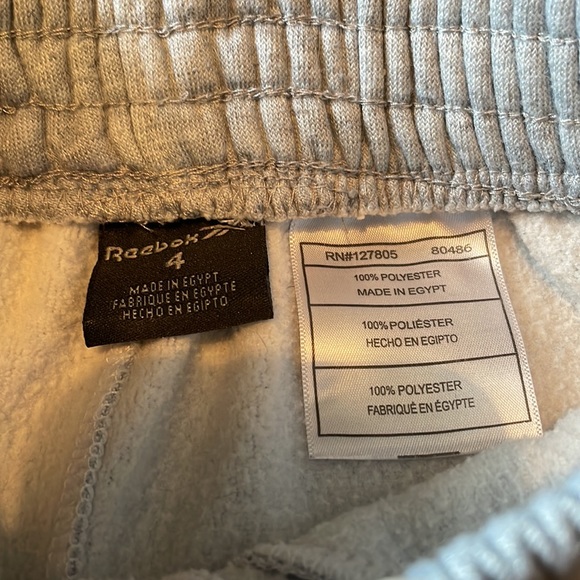 Reebok
4
MADE IN EGYPT
FABRIQUE EN EGYPTE
HECHO EN EGIPTO
RN#127805 80486
100% POLYESTER
MADE IN EGYPT
100% POLIÉSTER
HECHO EN EGIPTO
100% POLYESTER
FABRIQUÉ EN ÉGYPTE